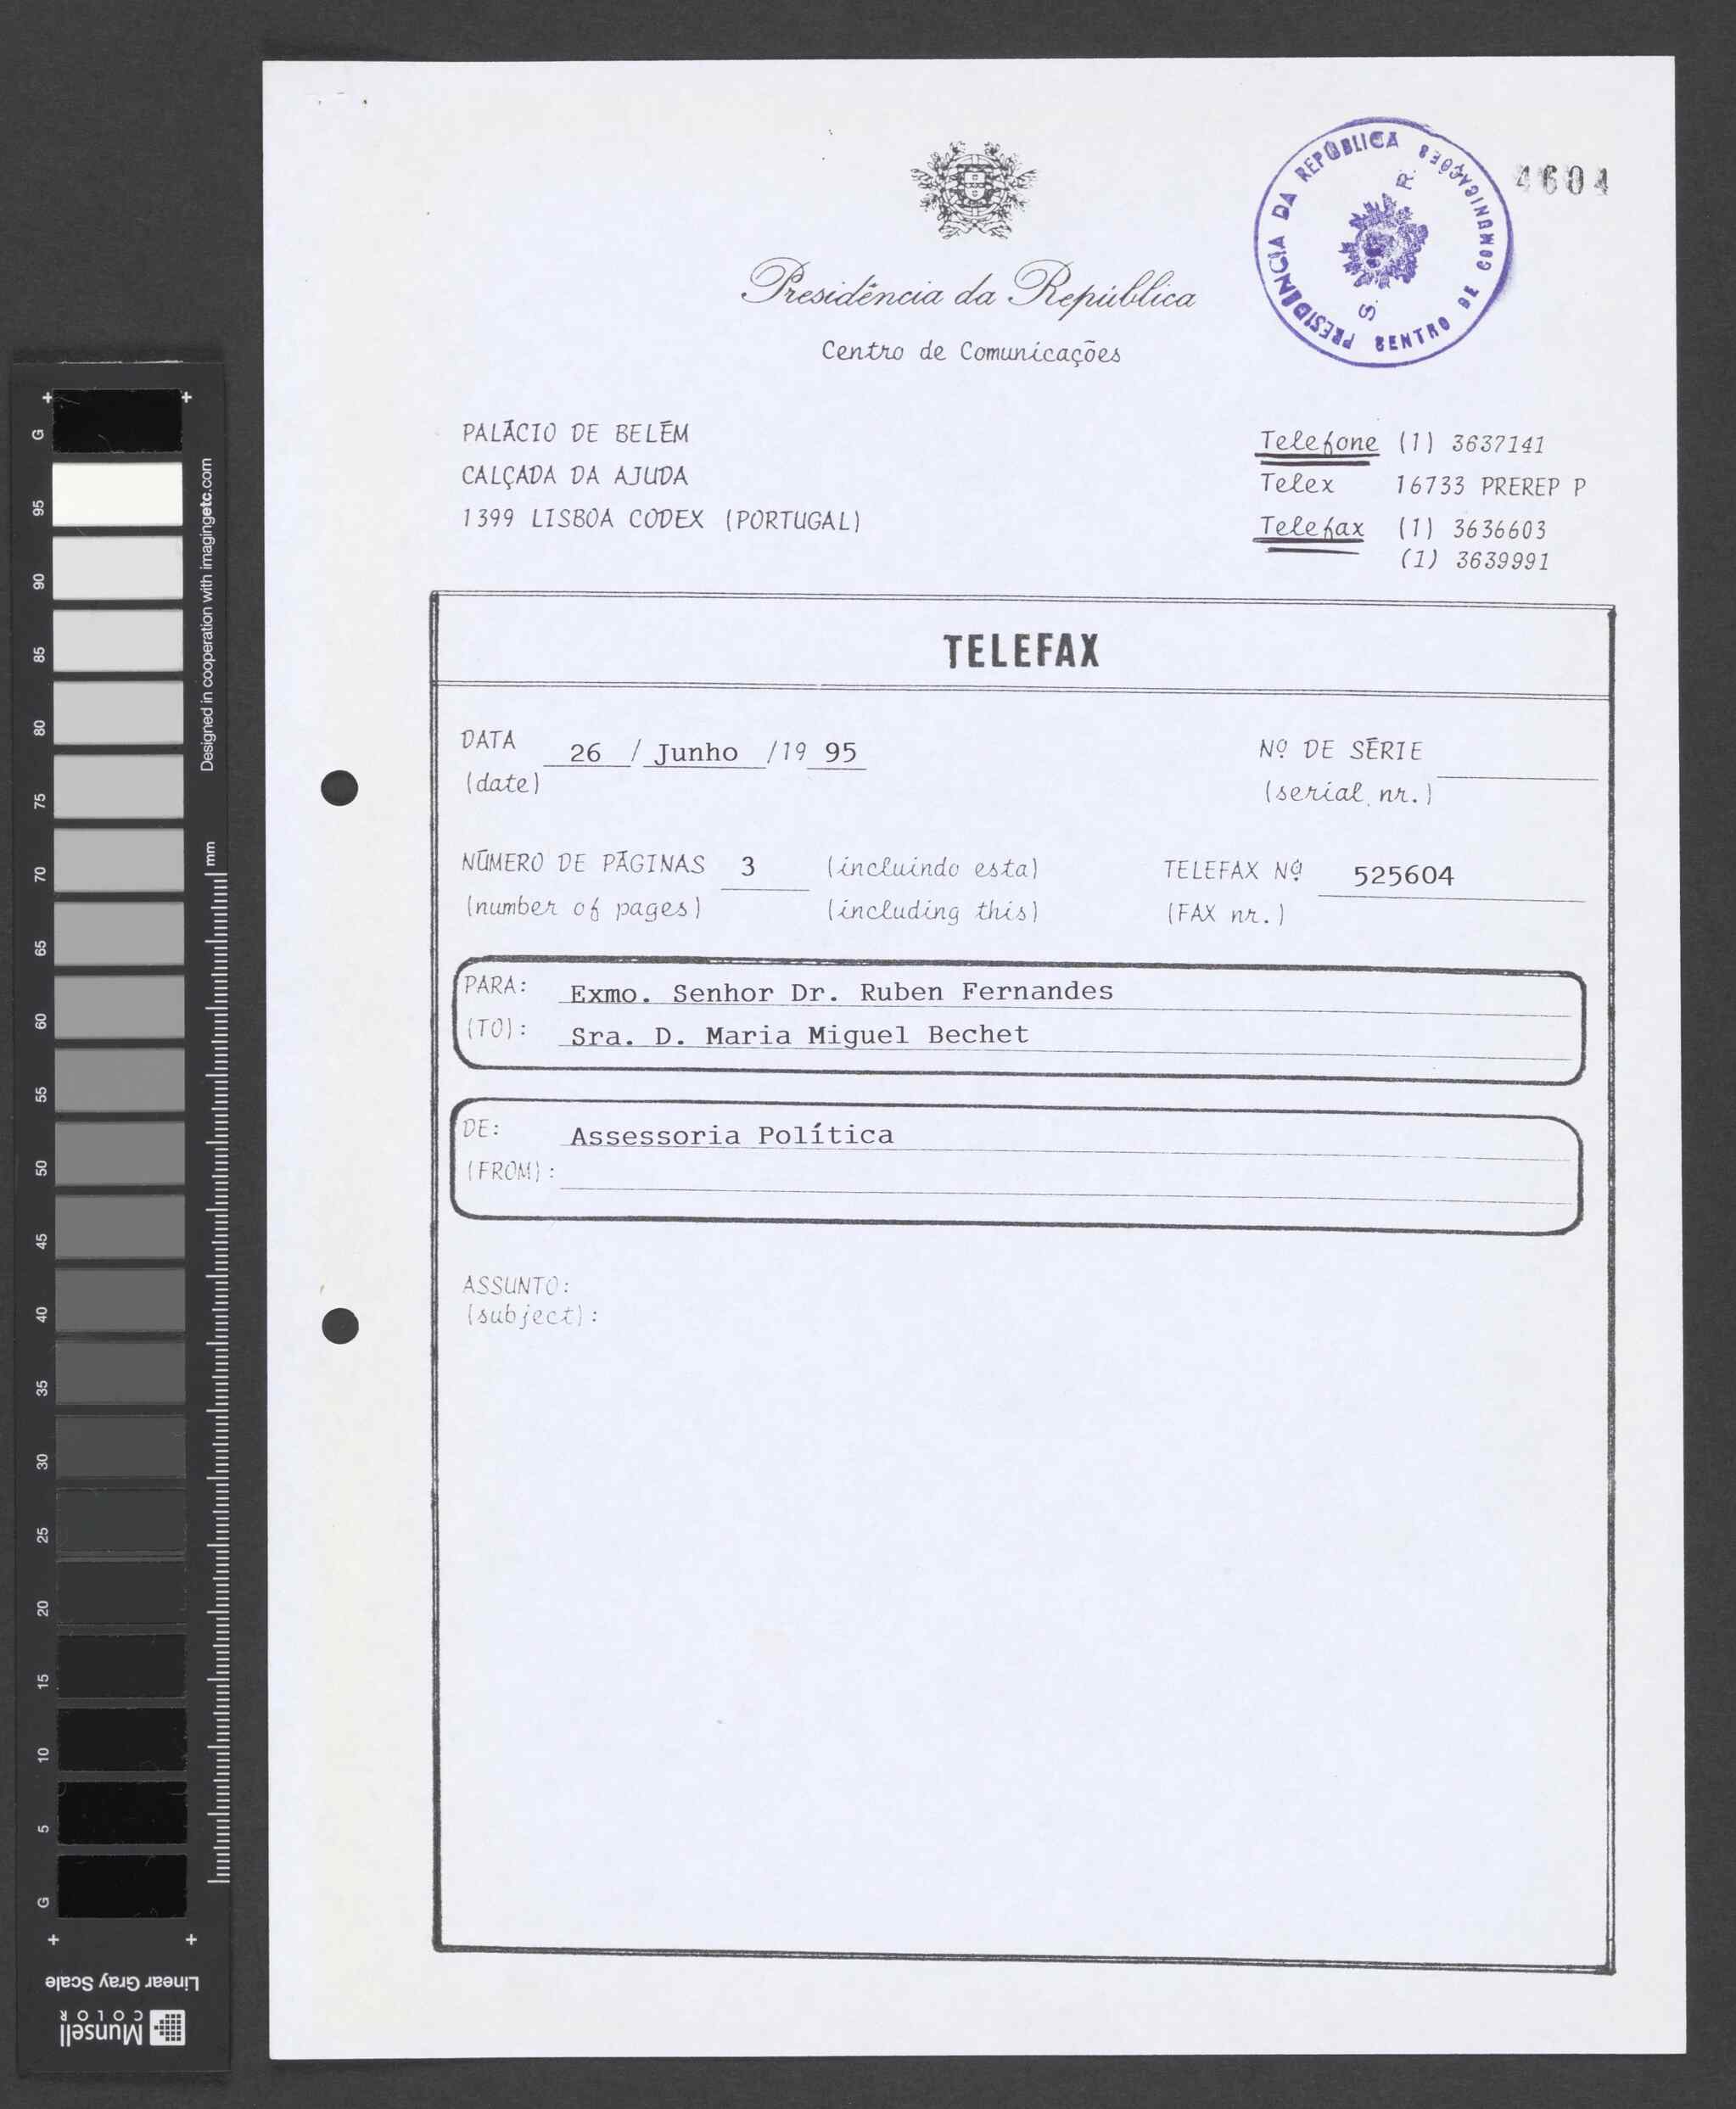 4604
PRESIDÊNCIA DA REPÚBLICA
CENTRO DE COMUNICAÇÕES
S. R.
Presidência da República
Centro de Comunicações
PALÁCIO DE BELÉM
CALÇADA DA AJUDA
1399 LISBOA CODEX (PORTUGAL)
Telefone (1) 3637141
Telex 16733 PREREP P
Telefax (1) 3636603
(1) 3639991
TELEFAX
DATA 26 / Junho /19 95 Nº DE SÉRIE
(date) (serial nr.)
NÚMERO DE PÁGINAS 3 (incluindo esta) TELEFAX Nº 525604
(number of pages) (including this) (FAX nr.)
PARA: Exmo. Senhor Dr. Ruben Fernandes
(TO): Sra. D. Maria Miguel Bechet
DE: Assessoria Política
(FROM):
ASSUNTO:
(subject):
G 95 90 85 80 75 70 65 60 55 50 45 40 35 30 25 20 15 10 5 G
Designed in cooperation with imagingetc.com
mm
Linear Gray Scale
Munsell
COLOR